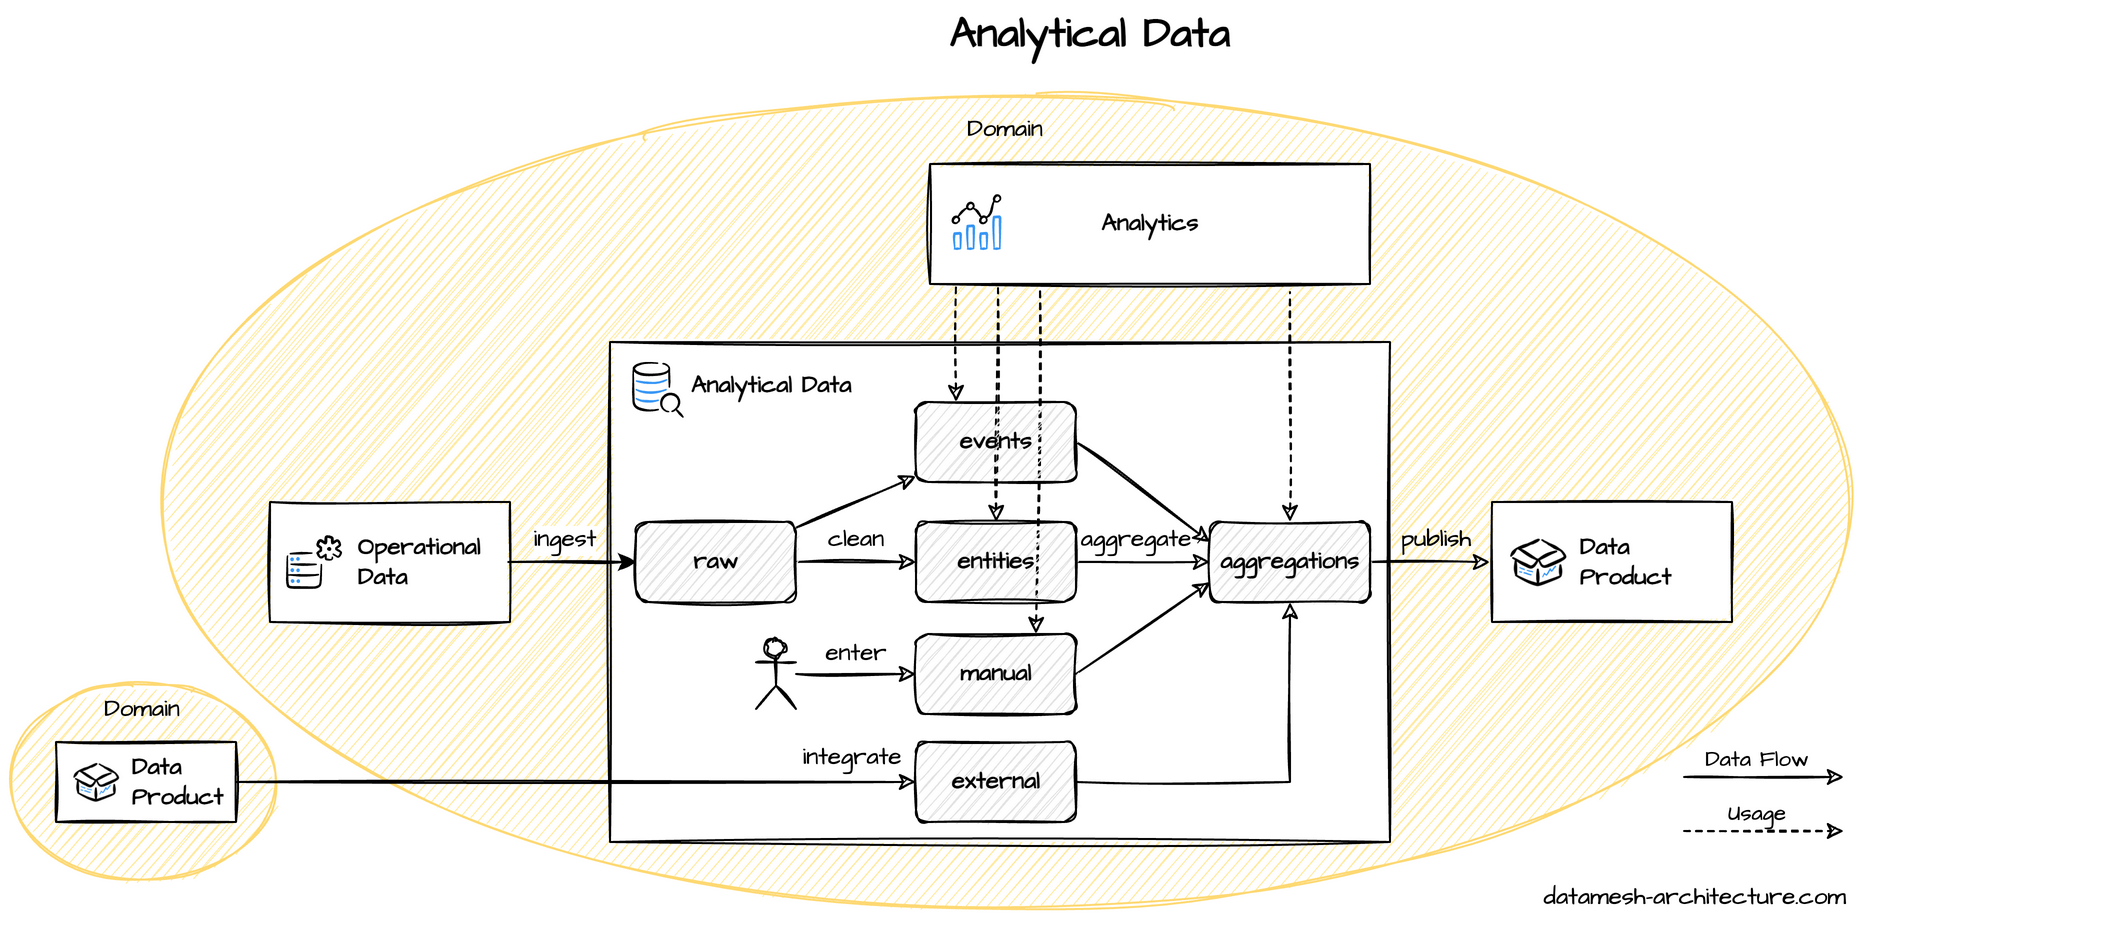 Analytical Data
Domain
Analytics
Analytical Data
events
ingest
clean
aggregate
publish
Operational
Data
raw
entities
aggregations
Data
Product
enter
manual
Domain
integrate
Data
Product
external
Data Flow
Usage
datamesh-architecture.com